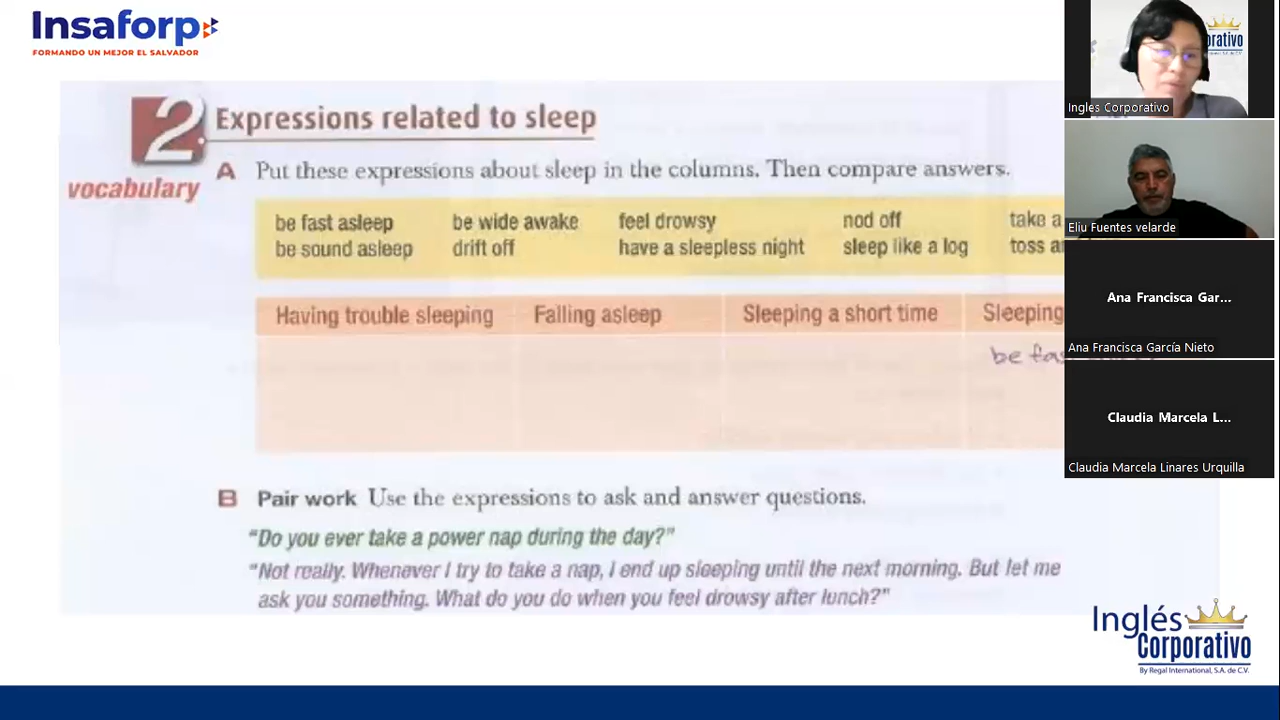 Insaforp
FORMANDO UN MEJOR EL SALVADOR
2 Expressions related to sleep
vocabulary
A Put these expressions about sleep in the columns. Then compare answers.
be fast asleep be wide awake feel drowsy nod off take a
be sound asleep drift off have a sleepless night sleep like a log toss
Having trouble sleeping Falling asleep Sleeping a short time Sleeping
be
B Pair work Use the expressions to ask and answer questions.
"Do you ever take a power nap during the day?"
"Not really. Whenever I try to take a nap, I end up sleeping until the next morning. But let me
ask you something. What do you do when you feel drowsy after lunch?"
Inglés
Corporativo
By Regal International, S.A. de C.V.
Ingles Corporativo
Eliu Fuentes velarde
Ana Francisca Gar...
Ana Francisca García Nieto
Claudia Marcela L...
Claudia Marcela Linares Urquilla